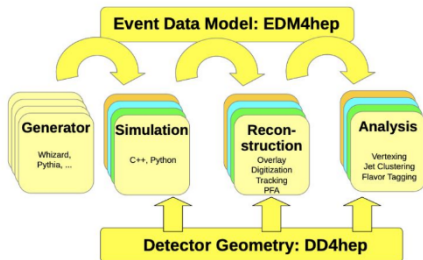 Event Data Model: EDM4hep
Generator
Whizard,
Pythia, ...
Simulation
C++, Python
Recon-
struction
Overlay
Digitization
Tracking
PFA
Analysis
Vertexing
Jet Clustering
Flavor Tagging
Detector Geometry: DD4hep